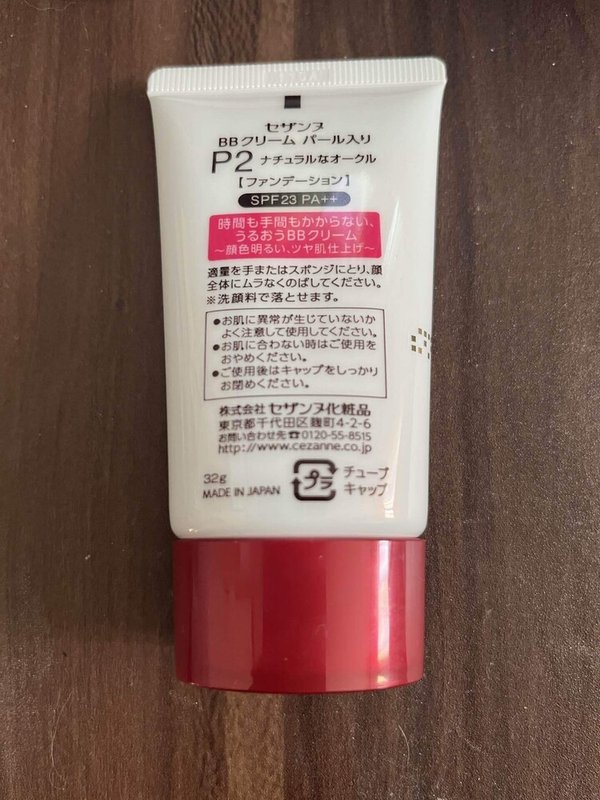 セザンヌ
BBクリーム パール入り
P2 ナチュラルなオークル
【ファンデーション】
SPF23 PA++
時間も手間もかからない、
うるおうBBクリーム
～顔色明るい、ツヤ肌仕上げ～
適量を手またはスポンジにとり、顔
全体にムラなくのばしてください。
※洗顔料で落とせます。
●お肌に異常が生じていないか
よく注意して使用してください。
●お肌に合わない時はご使用を
おやめください。
●ご使用後はキャップをしっかり
お閉めください。
株式会社 セザンヌ化粧品
東京都千代田区麹町4-2-6
お問い合わせ先☎0120-55-8515
http://www.cezanne.co.jp
32g
MADE IN JAPAN
プラ
チューブ
キャップ